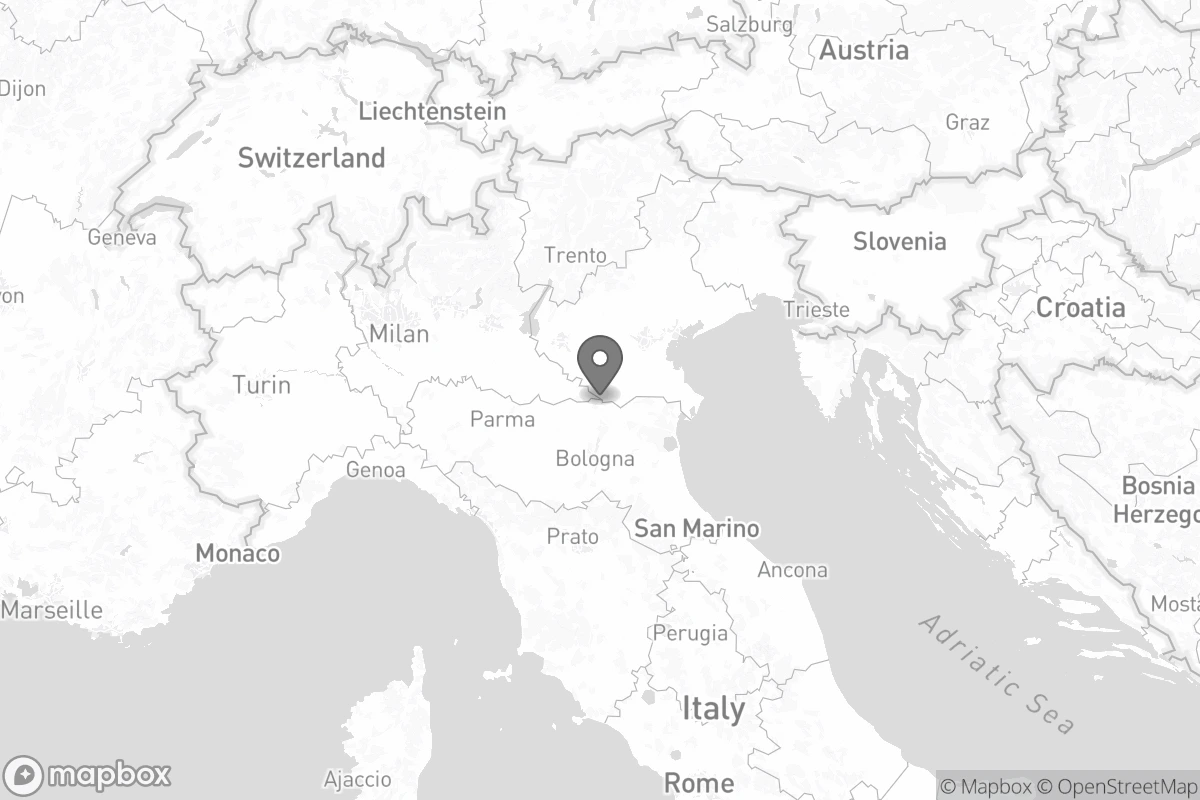 Salzburg
Austria
Dijon
Liechtenstein
Graz
Switzerland
Geneva
Slovenia
Trento
von
Trieste
Croatia
Milan
Turin
Parma
Bologna
Genoa
Bosnia
Herzego
San Marino
Prato
Monaco
Ancona
Marseille
Mosta
Perugia
Adriatic Sea
Italy
Ajaccio
Rome
mapbox
© Mapbox © OpenStreetMap